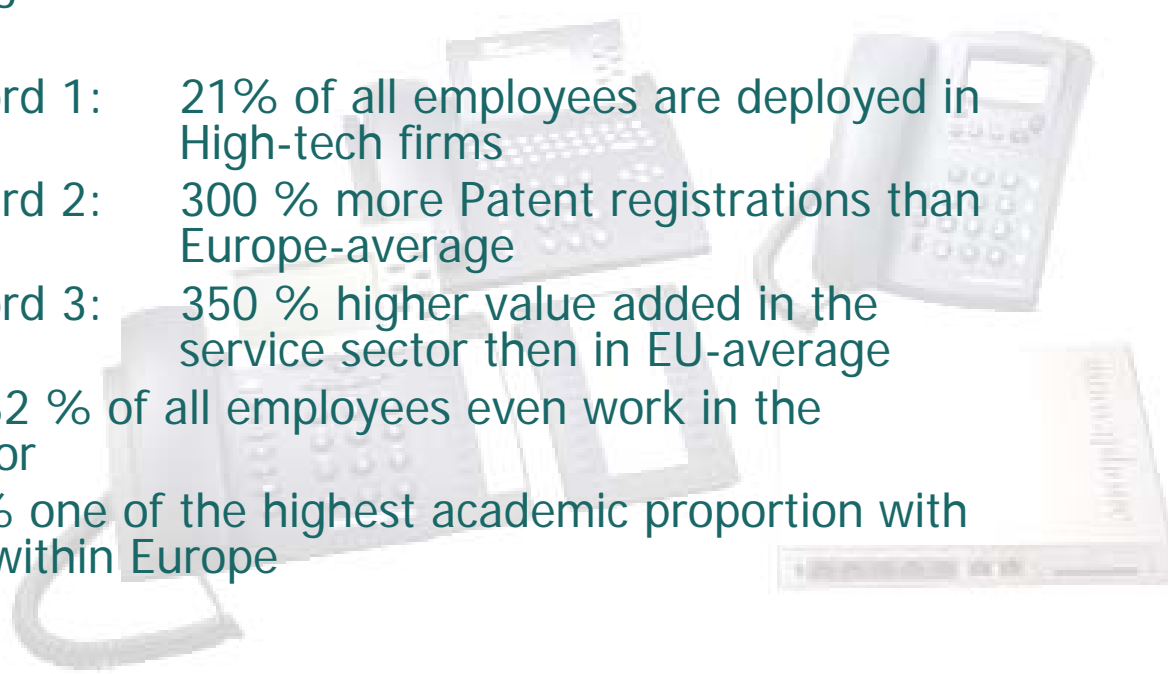 rd 1: 21% of all employees are deployed in
High-tech firms
rd 2: 300 % more Patent registrations than
Europe-average
rd 3: 350 % higher value added in the
service sector then in EU-average
2 % of all employees even work in the
or
% one of the highest academic proportion with
within Europe